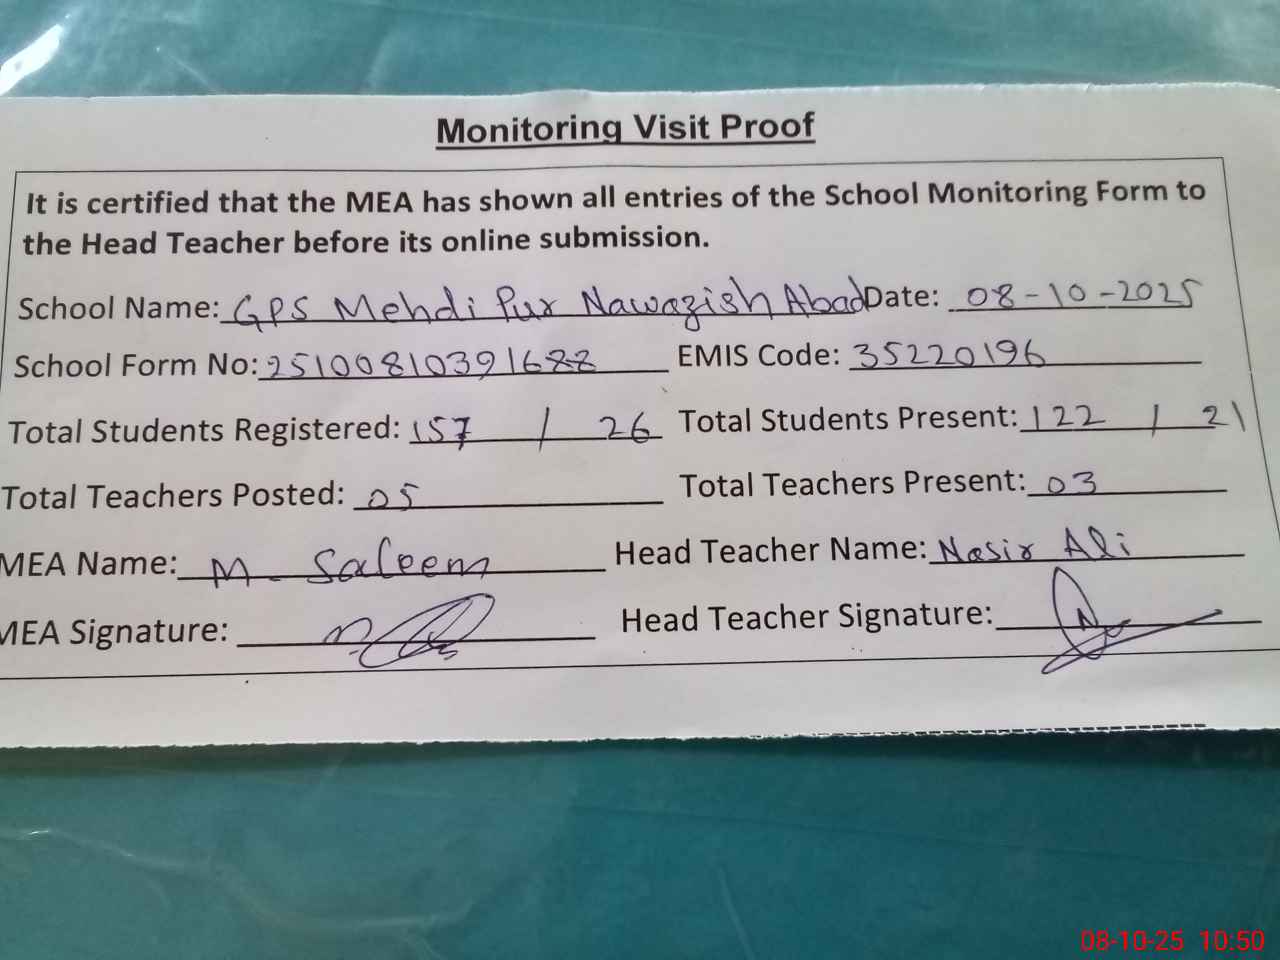 Monitoring Visit Proof
It is certified that the MEA has shown all entries of the School Monitoring Form to
the Head Teacher before its online submission.
School Name: GPS Mehdi Pur Nawazish Abad Date: 08-10-2025
School Form No: 25100810391688 EMIS Code: 35220196
Total Students Registered: 157 / 26 Total Students Present: 122 / 21
Total Teachers Posted: 05 Total Teachers Present: 03
MEA Name: M. Saleem Head Teacher Name: Nasir Ali
MEA Signature: Head Teacher Signature:
08-10-25 10:50